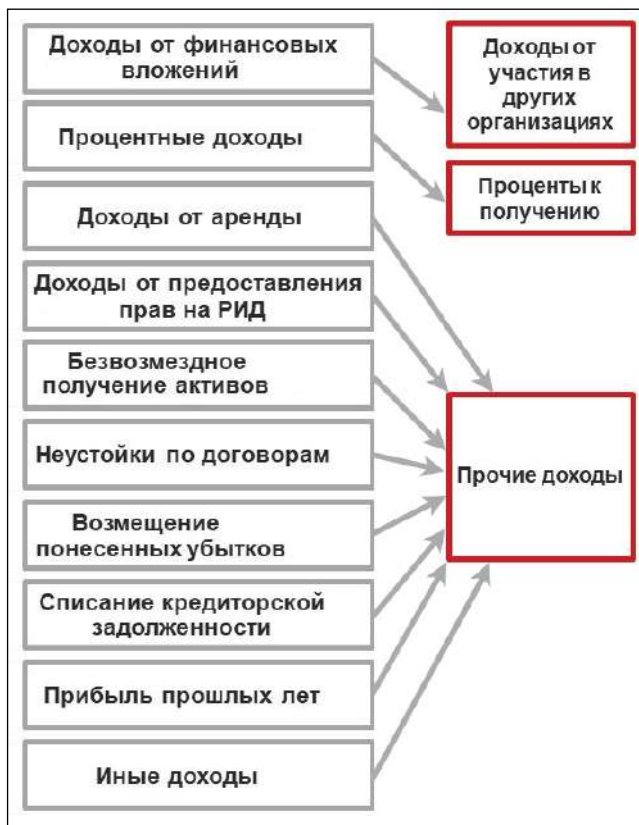 Доходы от финансовых
вложений
Процентные доходы
Доходы от аренды
Доходы от предоставления
прав на РИД
Безвозмездное
получение активов
Неустойки по договорам
Возмещение
понесенных убытков
Списание кредиторской
задолженности
Прибыль прошлых лет
Иные доходы
Доходы от
участия в
других
организациях
Проценты к
получению
Прочие доходы